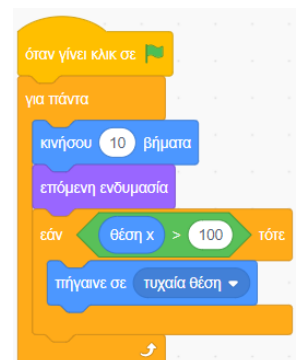 όταν γίνει κλικ σε
για πάντα
κινήσου 10 βήματα
επόμενη ενδυμασία
εάν θέση x > 100 τότε
πήγαινε σε τυχαία θέση